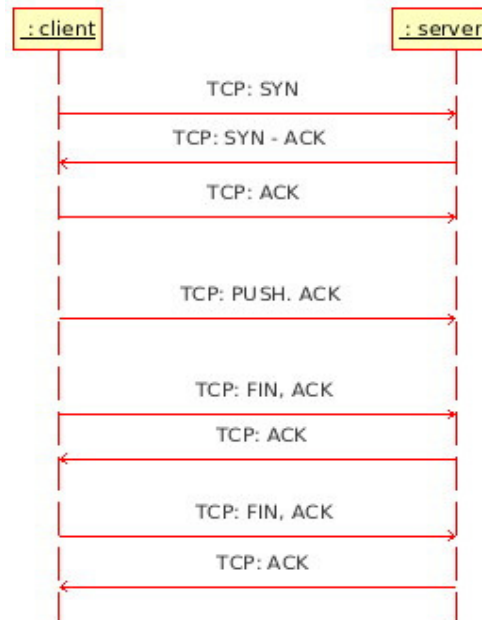 : client
: server
TCP: SYN
TCP: SYN - ACK
TCP: ACK
TCP: PUSH. ACK
TCP: FIN, ACK
TCP: ACK
TCP: FIN, ACK
TCP: ACK